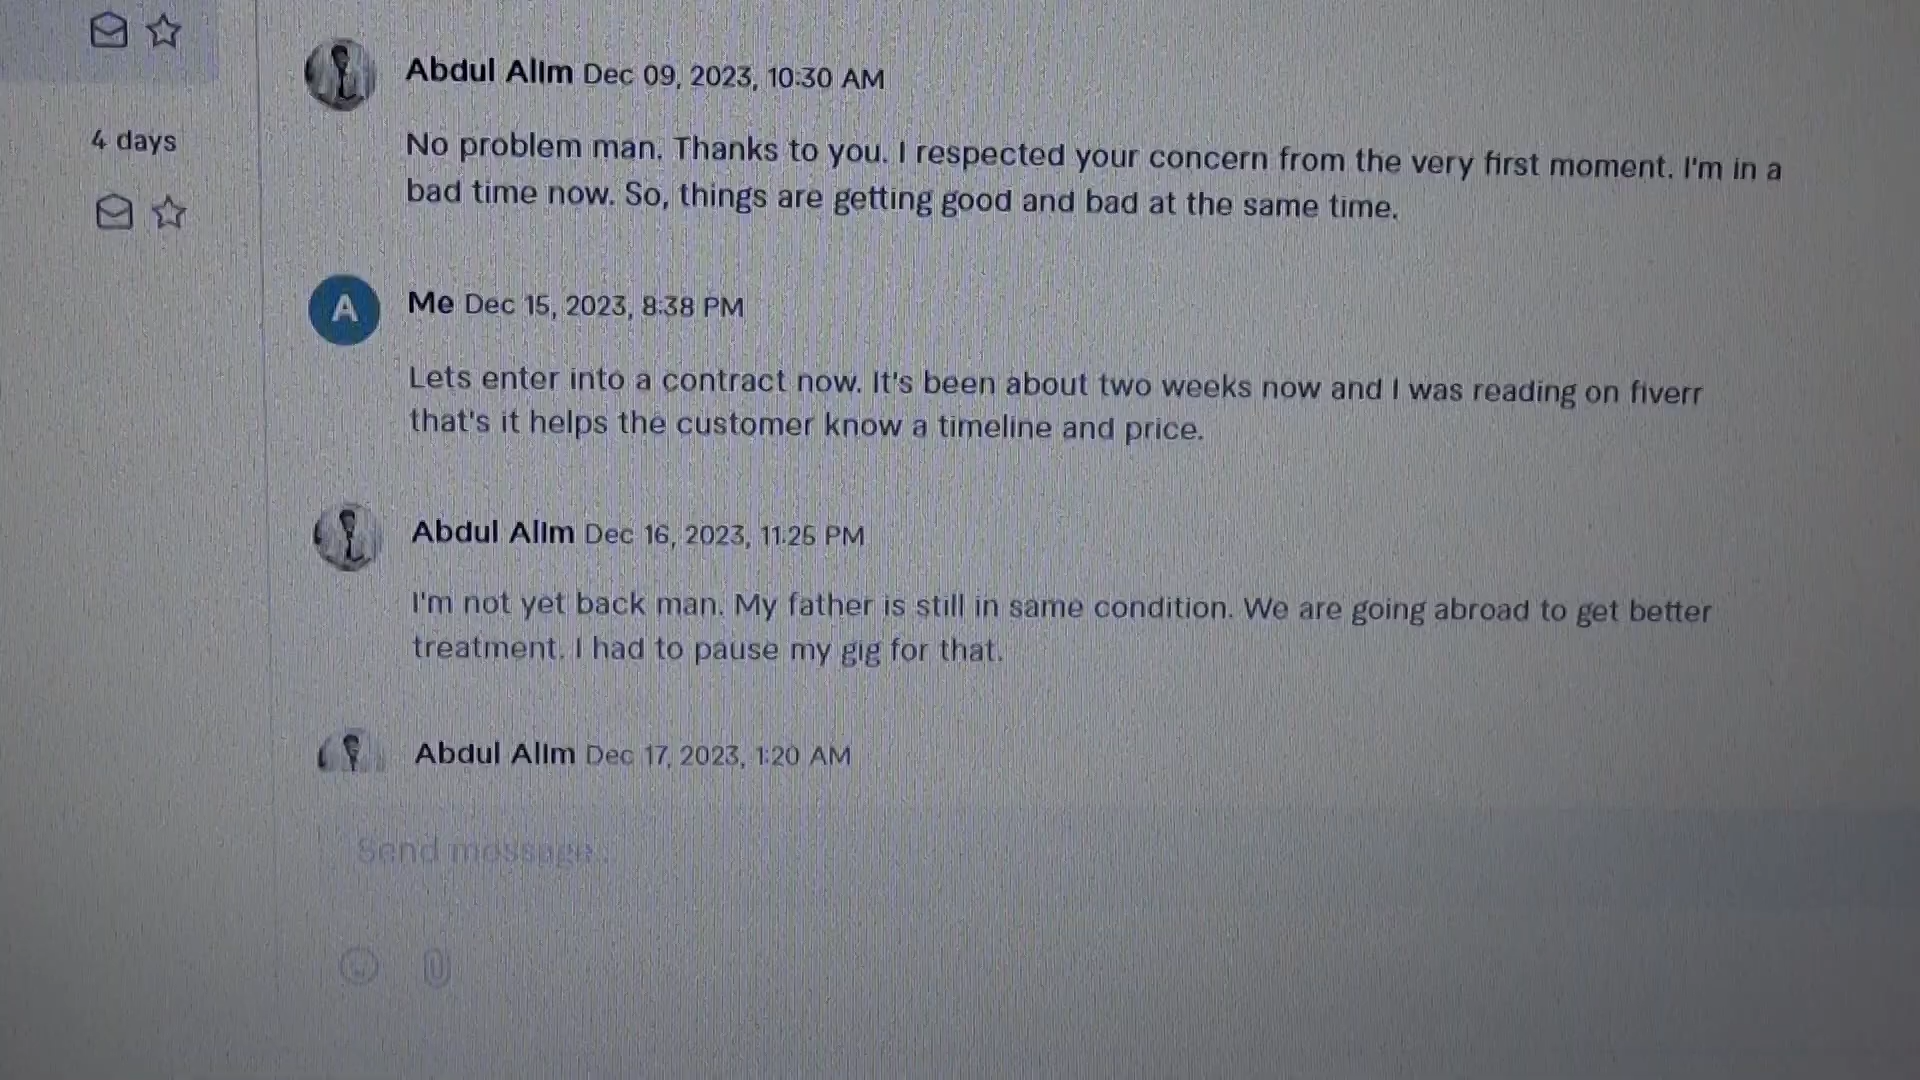 Abdul Alim Dec 09, 2023, 10:30 AM
4 days
No problem man. Thanks to you. I respected your concern from the very first moment. I'm in a
bad time now. So, things are getting good and bad at the same time.
A
Me Dec 15, 2023, 8:38 PM
Lets enter into a contract now. It's been about two weeks now and I was reading on fiverr
that's it helps the customer know a timeline and price.
Abdul Alim Dec 16, 2023, 11:25 PM
I'm not yet back man. My father is still in same condition. We are going abroad to get better
treatment. I had to pause my gig for that.
Abdul Alim Dec 17, 2023, 1:20 AM
Send message...